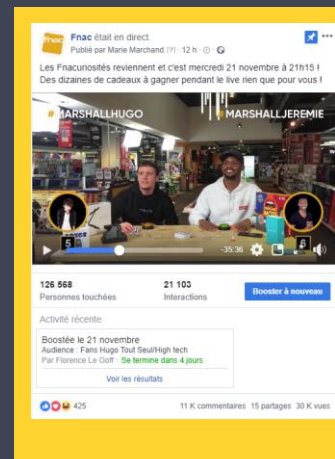 Fnac était en direct.
Publié par Marie Marchand [?] · 12 h ·
Les Fnacuriosités reviennent et c'est mercredi 21 novembre à 21h15 !
Des dizaines de cadeaux à gagner pendant le live rien que pour vous !
#MARSHALLHUGO
#MARSHALLJEREMIE
5
5
-35:36
126 568
21 103
Booster à nouveau
Personnes touchées
Interactions
Activité récente
Boostée le 21 novembre
Audience : Fans Hugo Tout Seul/High tech
Par Florence Le Goff · Se termine dans 4 jours
Voir les résultats
425
11 K commentaires 15 partages 30 K vues